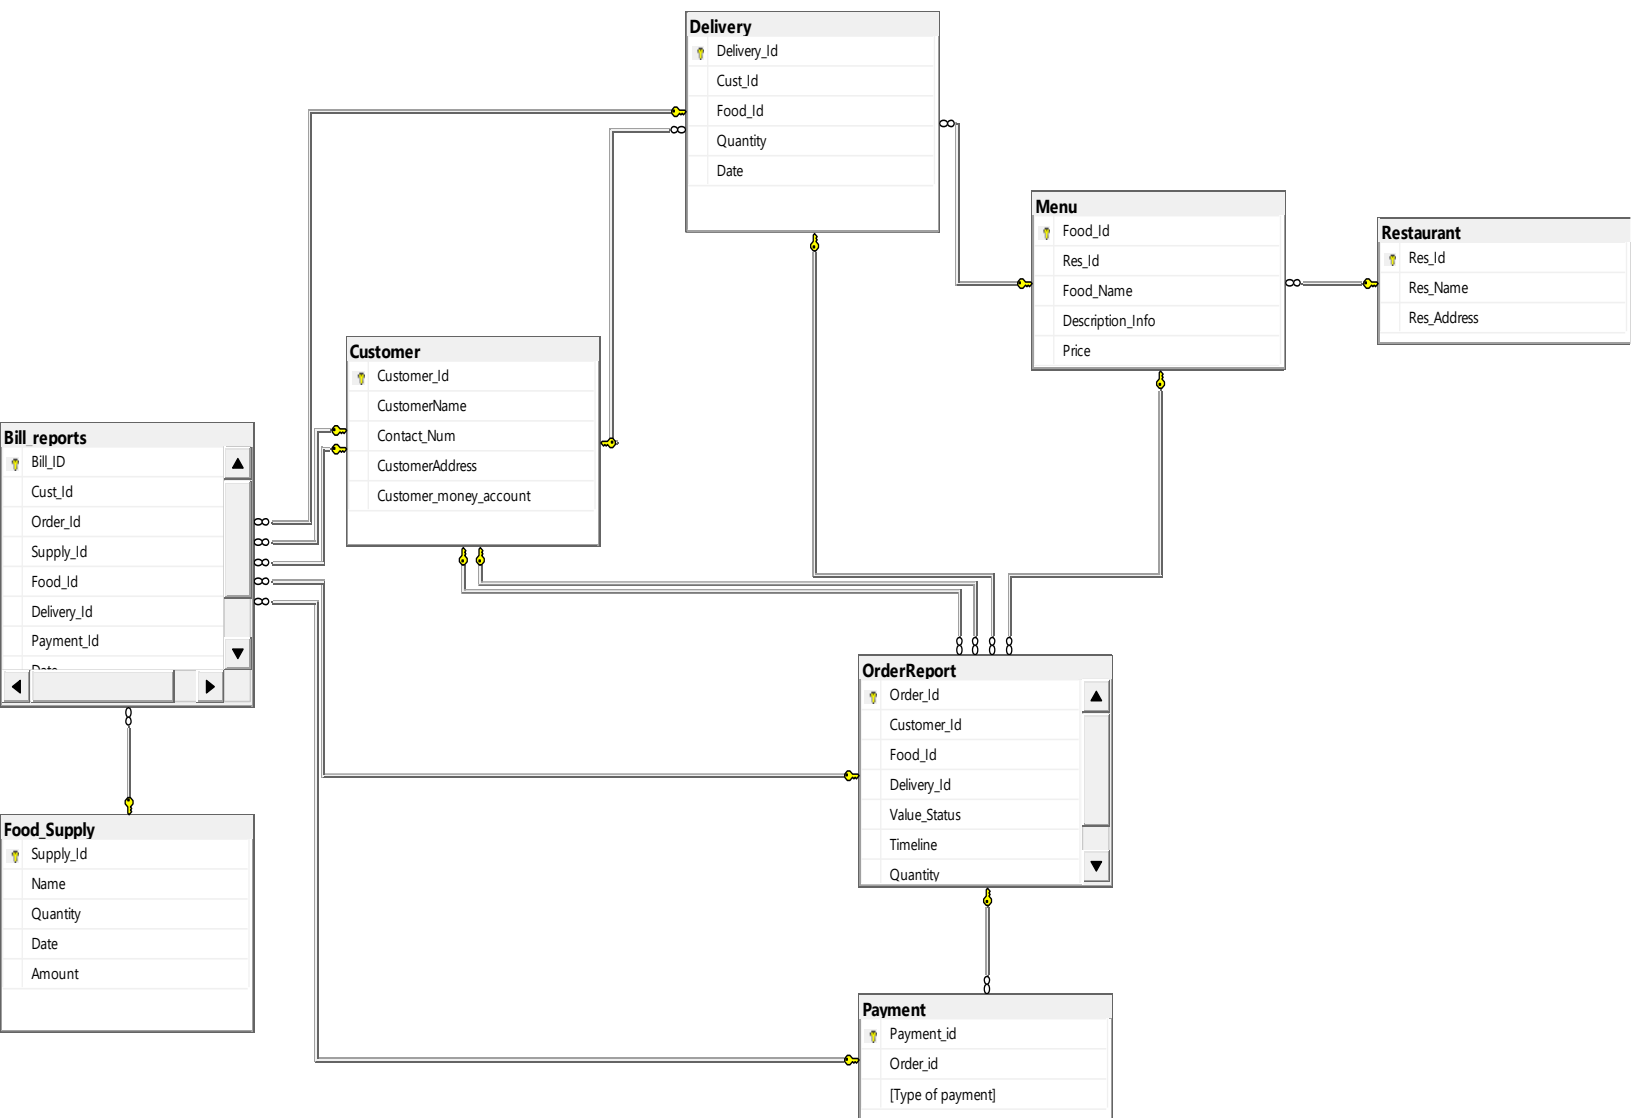 Delivery
Delivery_Id
Cust_Id
Food_Id
Quantity
Date
Menu
Food_Id
Res_Id
Food_Name
Description_Info
Price
Restaurant
Res_Id
Res_Name
Res_Address
Customer
Customer_Id
CustomerName
Contact_Num
CustomerAddress
Customer_money_account
Bill_reports
Bill_ID
Cust_Id
Order_Id
Supply_Id
Food_Id
Delivery_Id
Payment_Id
Date
OrderReport
Order_Id
Customer_Id
Food_Id
Delivery_Id
Value_Status
Timeline
Quantity
Food_Supply
Supply_Id
Name
Quantity
Date
Amount
Payment
Payment_id
Order_id
[Type of payment]